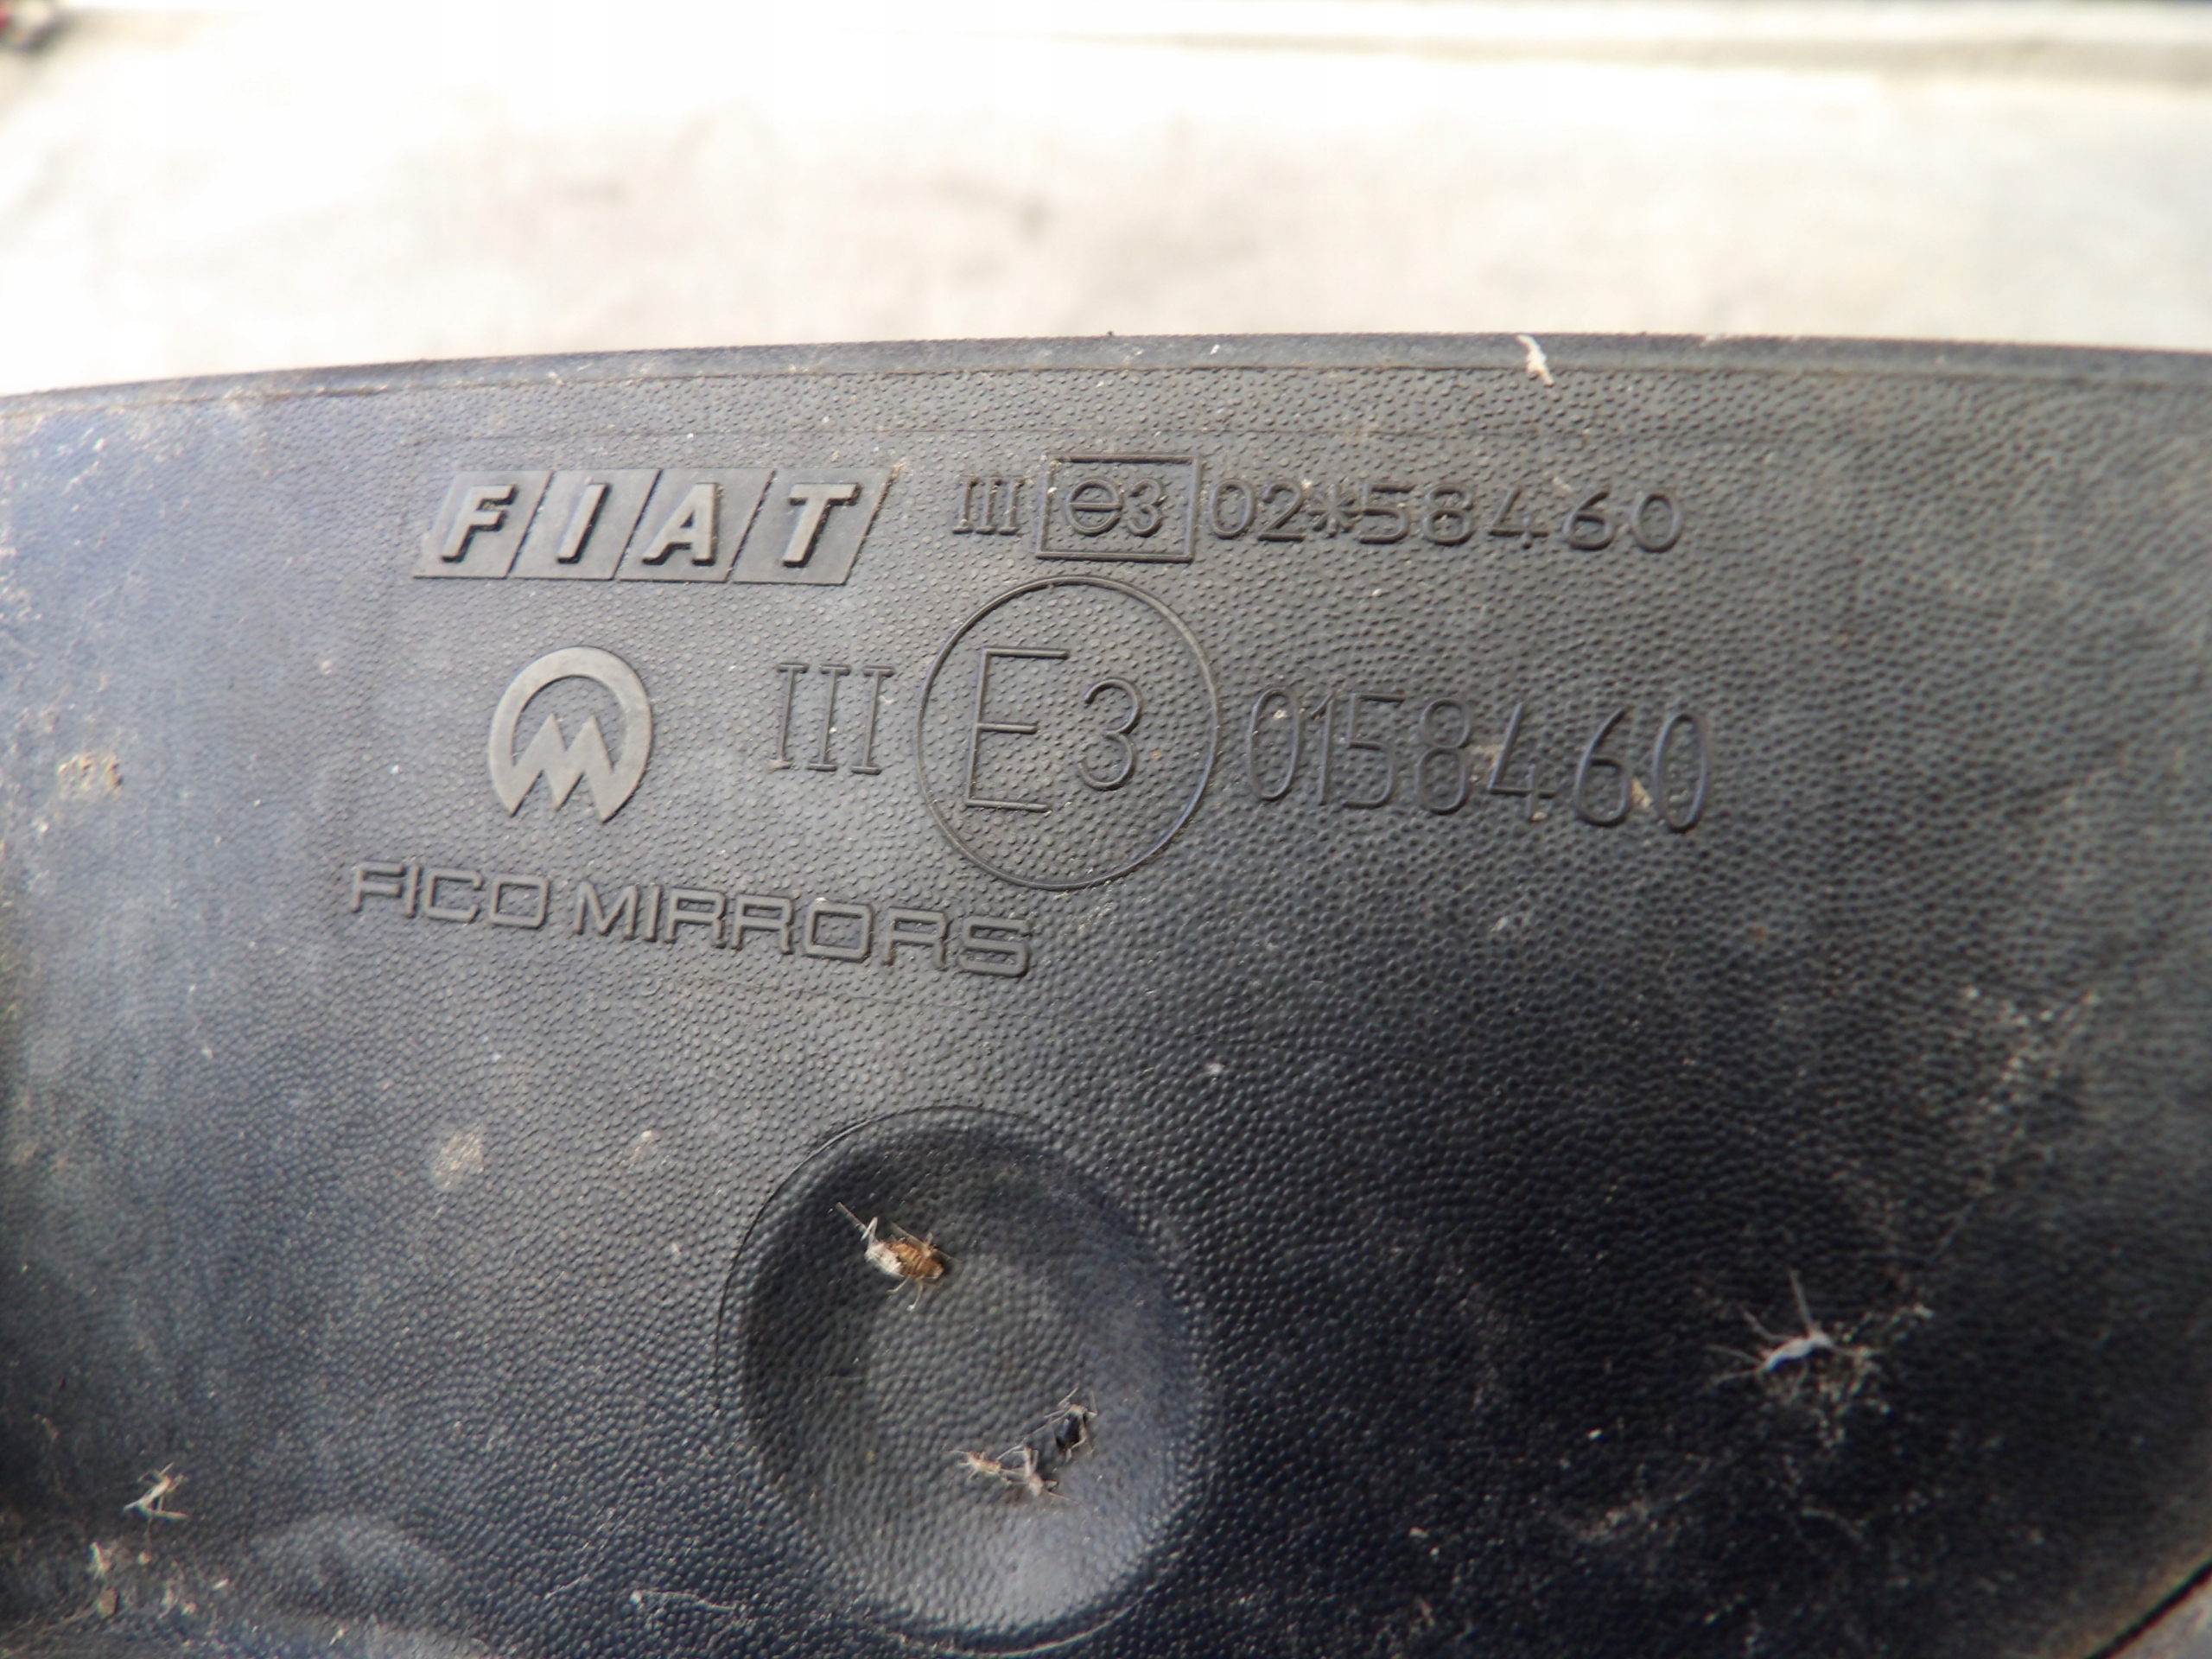 FIAT III e3 02*58460
III E3 0158460
FICO MIRRORS